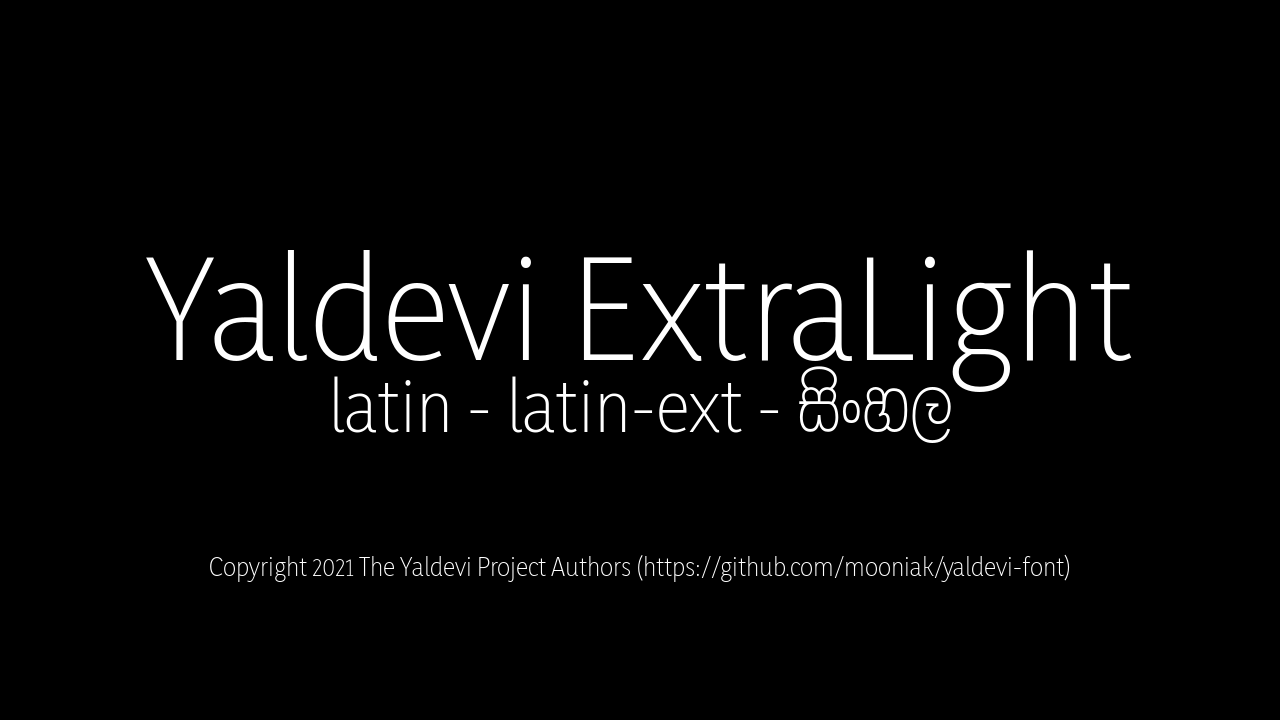 Yaldevi ExtraLight
latin - latin-ext - සිංහල
Copyright 2021 The Yaldevi Project Authors (https://github.com/mooniak/yaldevi-font)